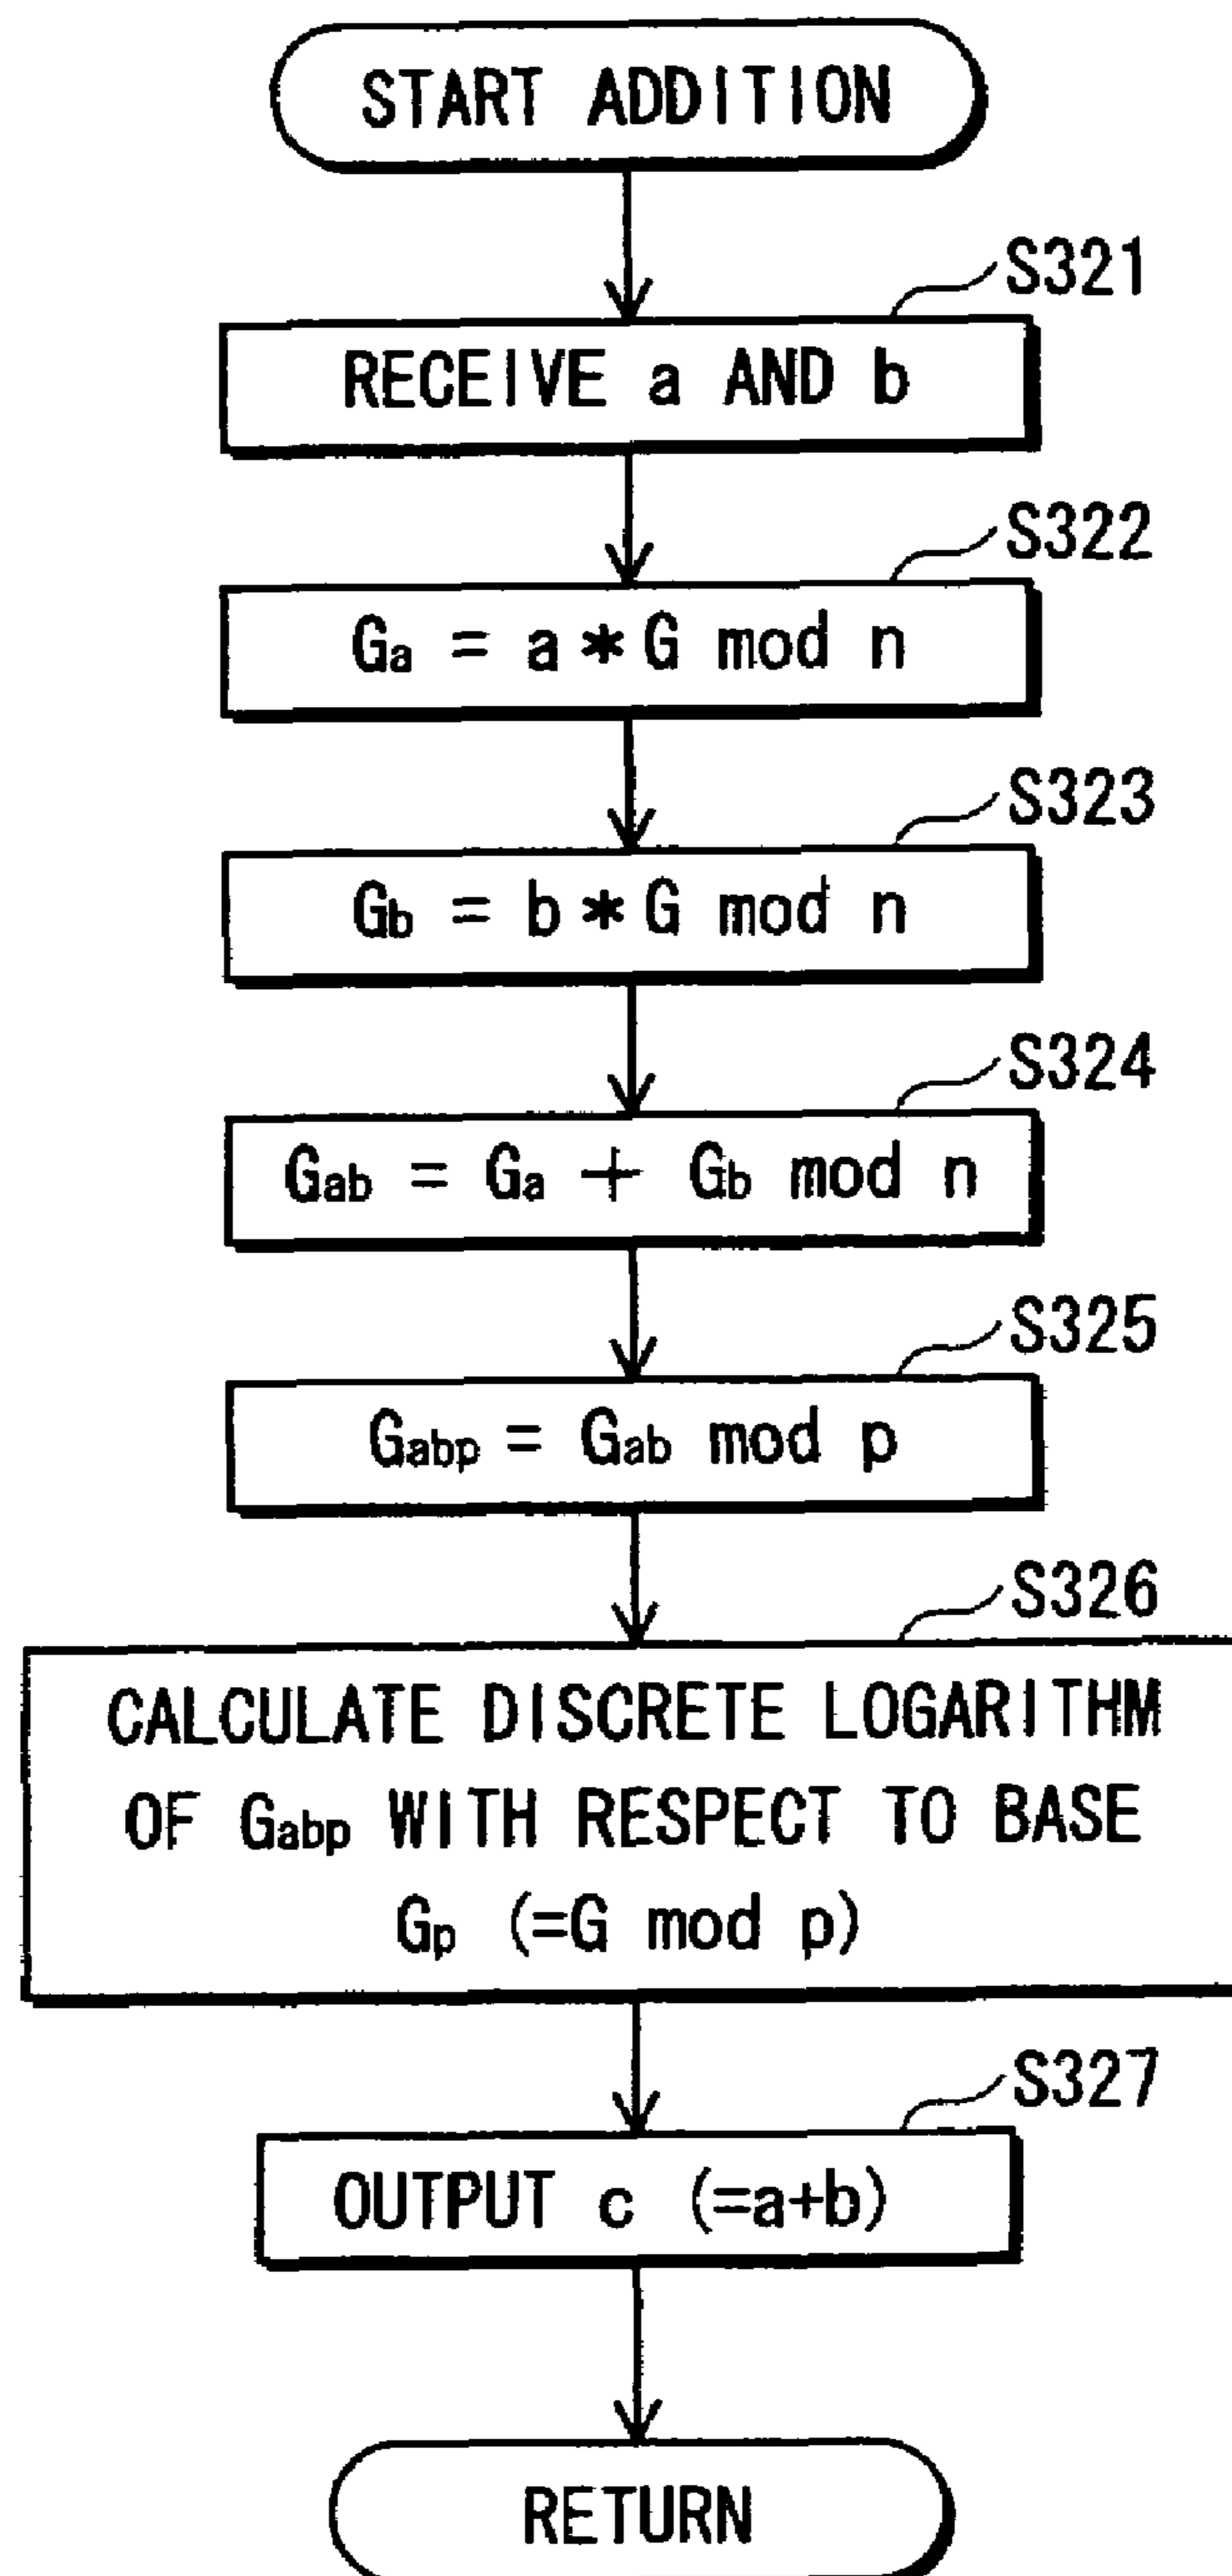 START ADDITION
S321
RECEIVE a AND b
S322
Ga = a * G mod n
S323
Gb = b * G mod n
S324
Gab = Ga + Gb mod n
S325
Gabp = Gab mod p
S326
CALCULATE DISCRETE LOGARITHM
OF Gabp WITH RESPECT TO BASE
Gp (=G mod p)
S327
OUTPUT c (=a+b)
RETURN